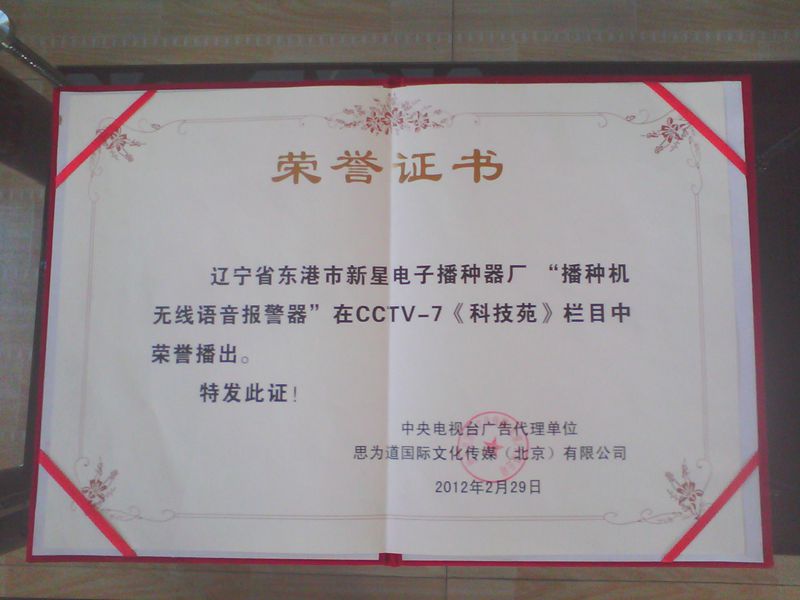 荣誉证书
辽宁省东港市新星电子播种器厂 “播种机
无线语音报警器”在CCTV-7《科技苑》栏目中
荣誉播出。
特发此证!
中央电视台广告代理单位
思为道国际文化传媒（北京）有限公司
2012年2月29日